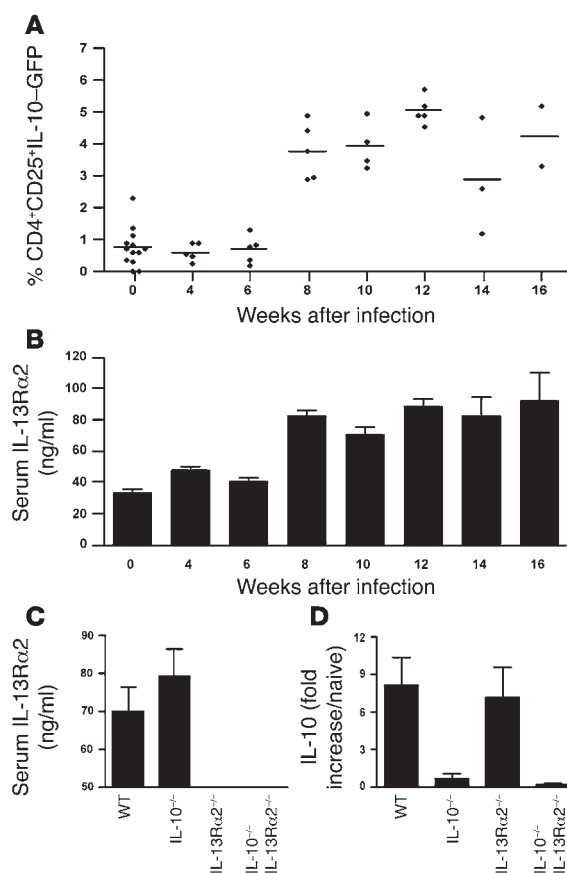 A
% CD4+CD25+IL-10–GFP
7
6
5
4
3
2
1
0
0 4 6 8 10 12 14 16
Weeks after infection
B
Serum IL-13Rα2
(ng/ml)
120
100
80
60
40
20
0
0 4 6 8 10 12 14 16
Weeks after infection
C
Serum IL-13Rα2
(ng/ml)
90
80
70
60
50
WT
IL-10–/–
IL-13Rα2–/–
IL-10–/–
IL-13Rα2–/–
D
IL-10 (fold
increase/naive)
12
9
6
3
0
WT
IL-10–/–
IL-13Rα2–/–
IL-10–/–
IL-13Rα2–/–